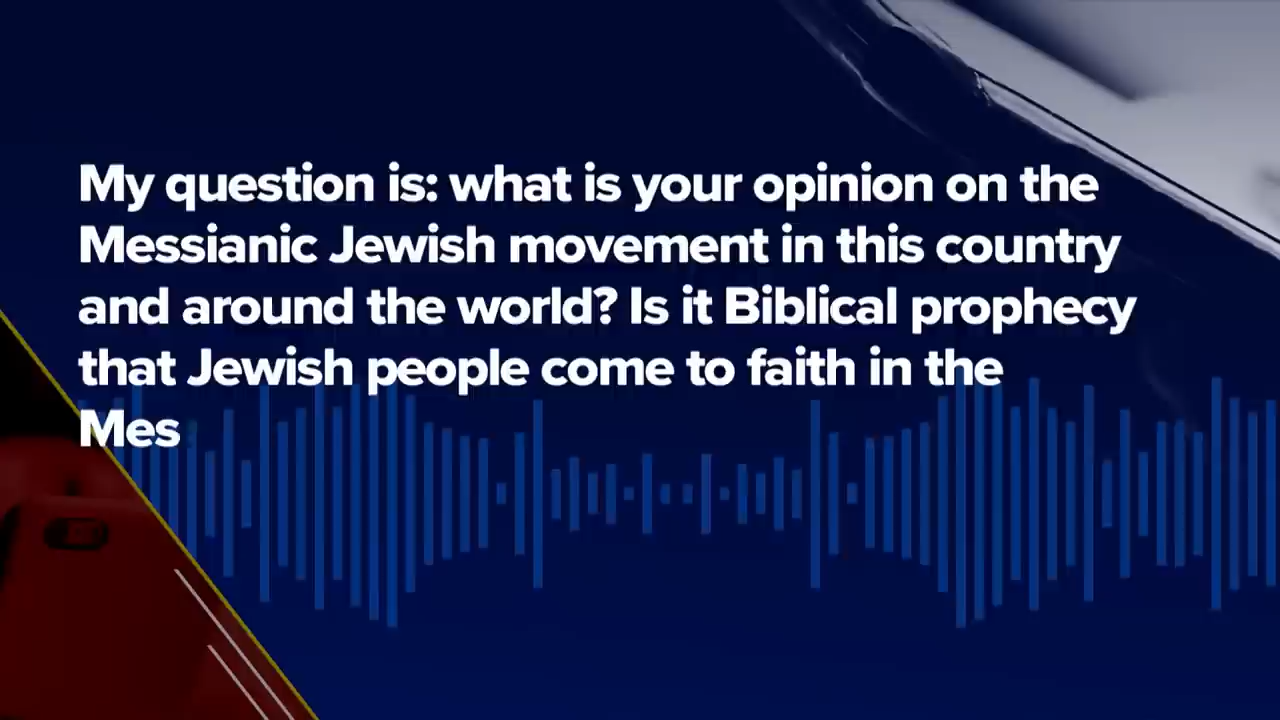 My question is: what is your opinion on the
Messianic Jewish movement in this country
and around the world? Is it Biblical prophecy
that Jewish people come to faith in the
Mes